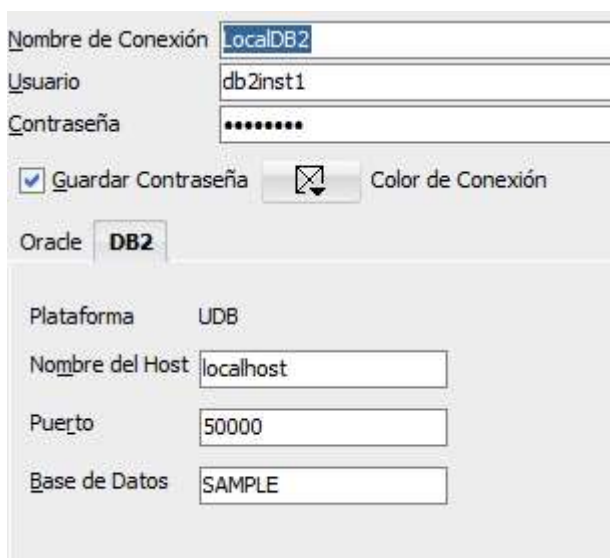 Nombre de Conexión LocalDB2
Usuario db2inst1
Contraseña ••••••••
Guardar Contraseña Color de Conexión
Oracle DB2
Plataforma UDB
Nombre del Host localhost
Puerto 50000
Base de Datos SAMPLE